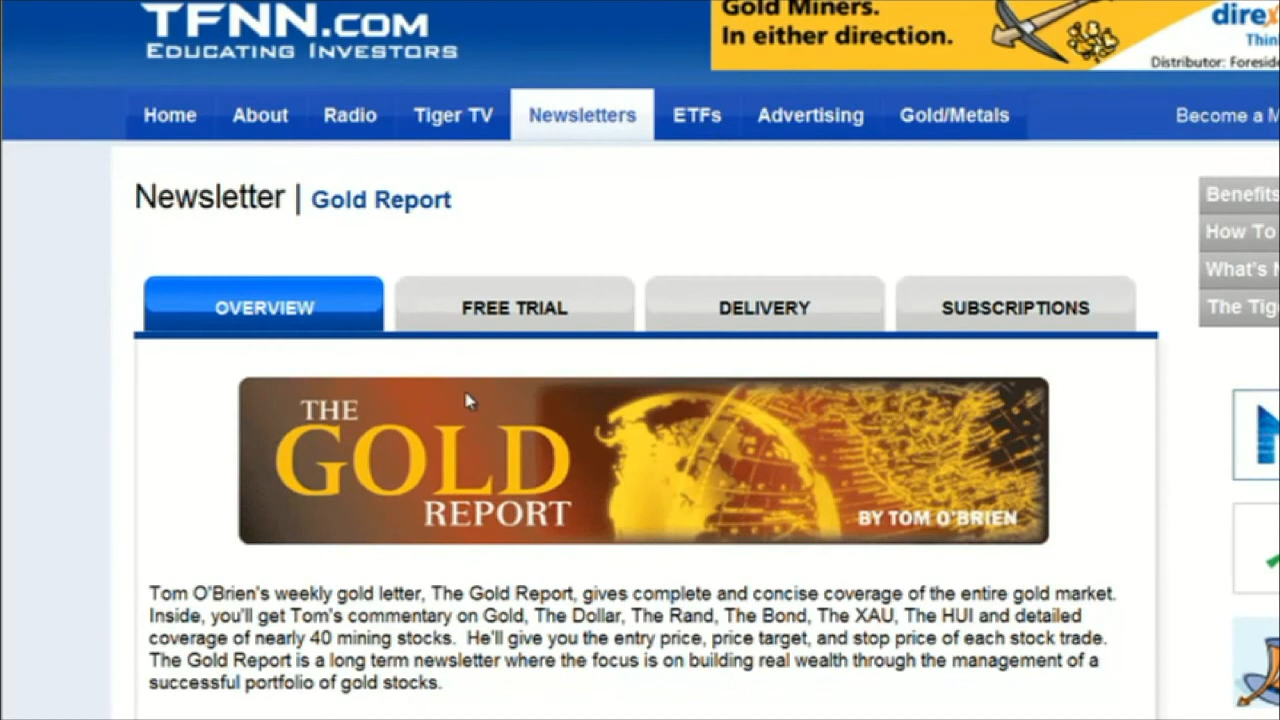 TFNN.COM
EDUCATING INVESTORS
Gold Miners.
In either direction.
Distributor:
Home About Radio Tiger TV Newsletters ETFs Advertising Gold/Metals Become a
Newsletter | Gold Report
Benefits
How To
What's
The
OVERVIEW FREE TRIAL DELIVERY SUBSCRIPTIONS
THE
GOLD
REPORT
BY TOM O'BRIEN
Tom O'Brien's weekly gold letter, The Gold Report, gives complete and concise coverage of the entire gold market.
Inside, you'll get Tom's commentary on Gold, The Dollar, The Rand, The Bond, The XAU, The HUI and detailed
coverage of nearly 40 mining stocks. He'll give you the entry price, price target, and stop price of each stock trade.
The Gold Report is a long term newsletter where the focus is on building real wealth through the management of a
successful portfolio of gold stocks.